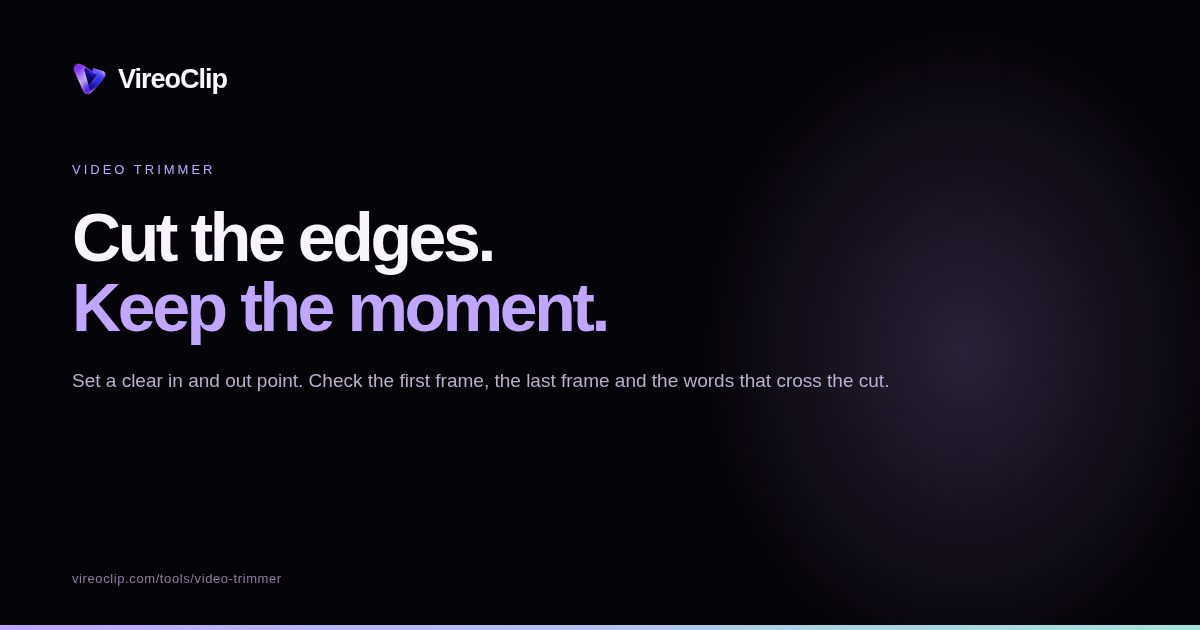 VireoClip
VIDEO TRIMMER
Cut the edges.
Keep the moment.
Set a clear in and out point. Check the first frame, the last frame and the words that cross the cut.
vireoclip.com/tools/video-trimmer